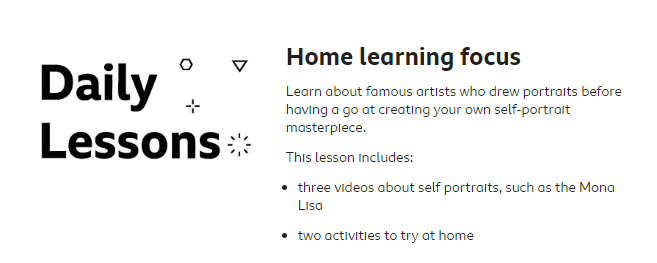 Daily
Lessons
Home learning focus
Learn about famous artists who drew portraits before
having a go at creating your own self-portrait
masterpiece.
This lesson includes:
three videos about self portraits, such as the Mona
Lisa
two activities to try at home